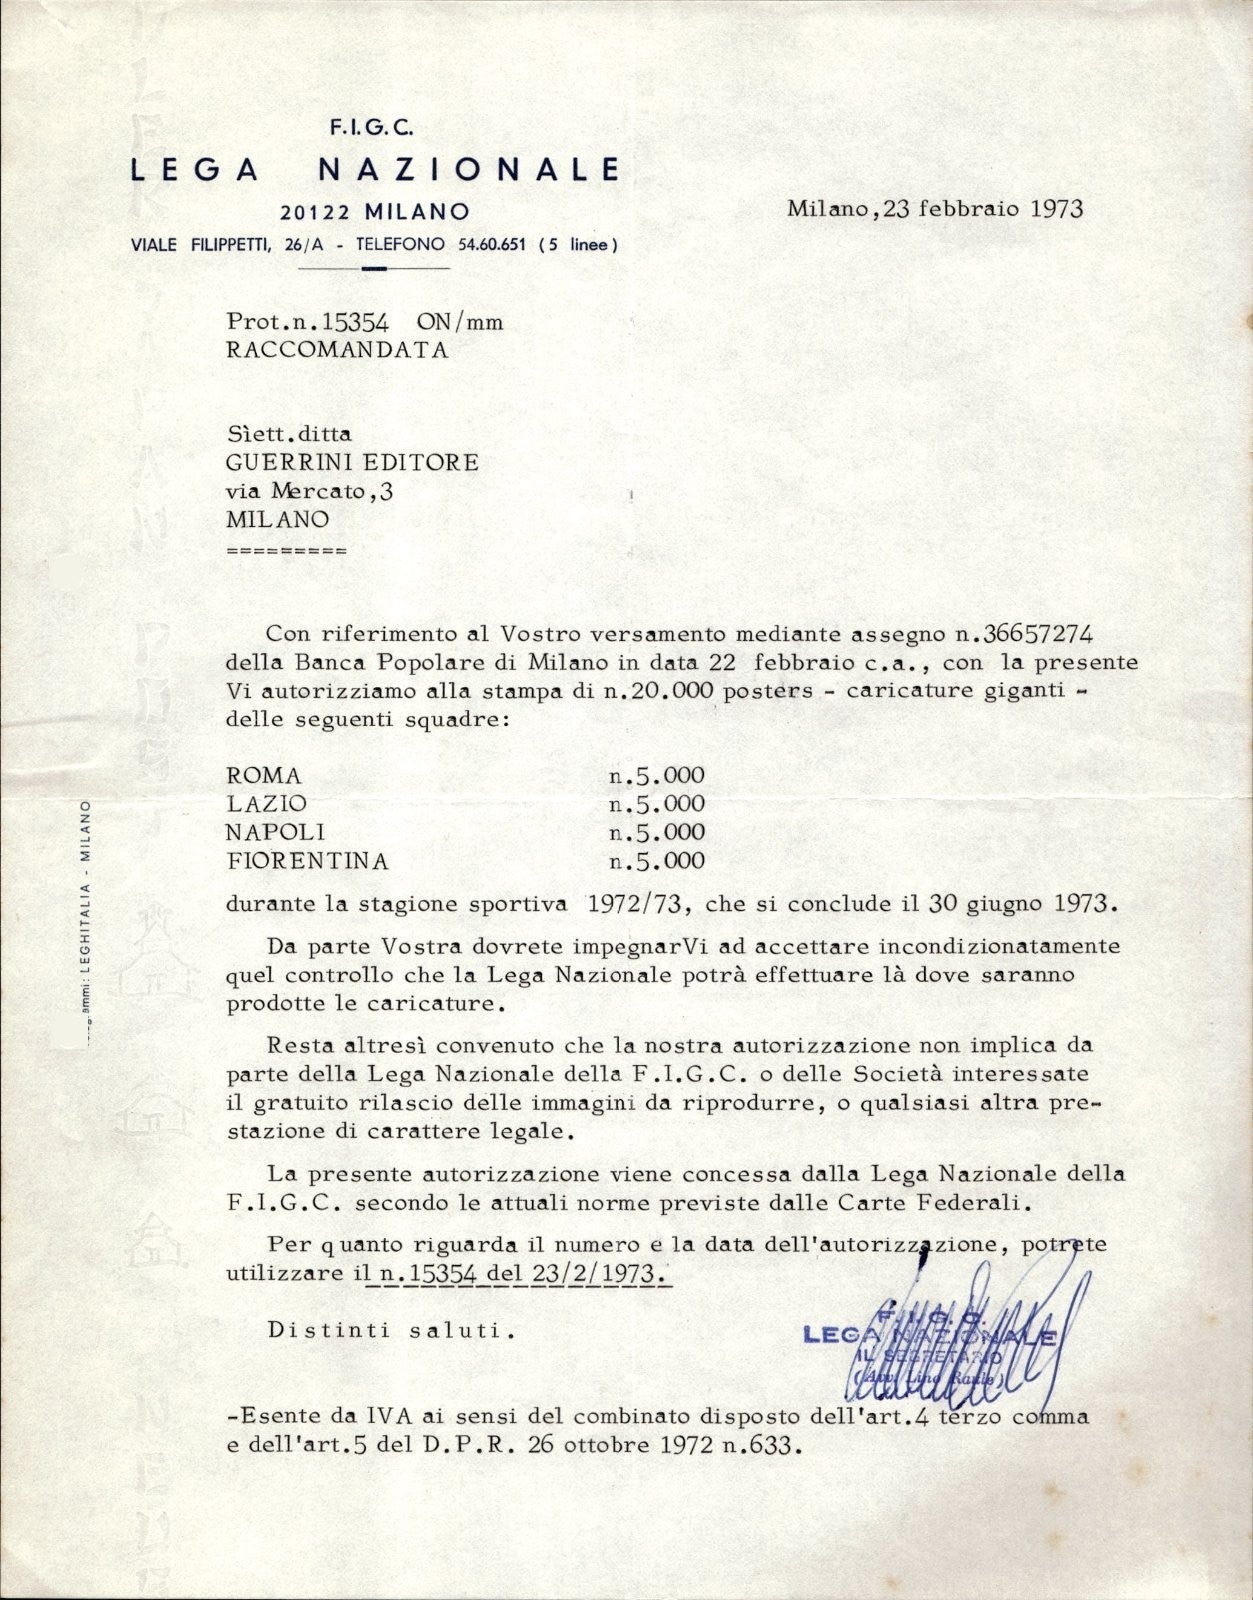 F.I.G.C.
LEGA NAZIONALE
20122 MILANO
VIALE FILIPPETTI, 26/A - TELEFONO 54.60.651 (5 linee)
Milano,23 febbraio 1973
Prot.n.15354 ON/mm
RACCOMANDATA
Sìett.ditta
GUERRINI EDITORE
via Mercato,3
MILANO
=========
Con riferimento al Vostro versamento mediante assegno n.36657274
della Banca Popolare di Milano in data 22 febbraio c.a., con la presente
Vi autorizziamo alla stampa di n.20.000 posters - caricature giganti -
delle seguenti squadre:
ROMA n.5.000
LAZIO n.5.000
NAPOLI n.5.000
FIORENTINA n.5.000
durante la stagione sportiva 1972/73, che si conclude il 30 giugno 1973.
Da parte Vostra dovrete impegnarVi ad accettare incondizionatamente
quel controllo che la Lega Nazionale potrà effettuare là dove saranno
prodotte le caricature.
Resta altresì convenuto che la nostra autorizzazione non implica da
parte della Lega Nazionale della F.I.G.C. o delle Società interessate
il gratuito rilascio delle immagini da riprodurre, o qualsiasi altra pre-
stazione di carattere legale.
La presente autorizzazione viene concessa dalla Lega Nazionale della
F.I.G.C. secondo le attuali norme previste dalle Carte Federali.
Per quanto riguarda il numero e la data dell'autorizzazione, potrete
utilizzare il n.15354 del 23/2/1973.
Distinti saluti.
F.I.G.C.
LEGA NAZIONALE
IL SEGRETARIO
(Avv. Lino Raule)
-Esente da IVA ai sensi del combinato disposto dell'art.4 terzo comma
e dell'art.5 del D.P.R. 26 ottobre 1972 n.633.
ammi: LEGHITALIA - MILANO